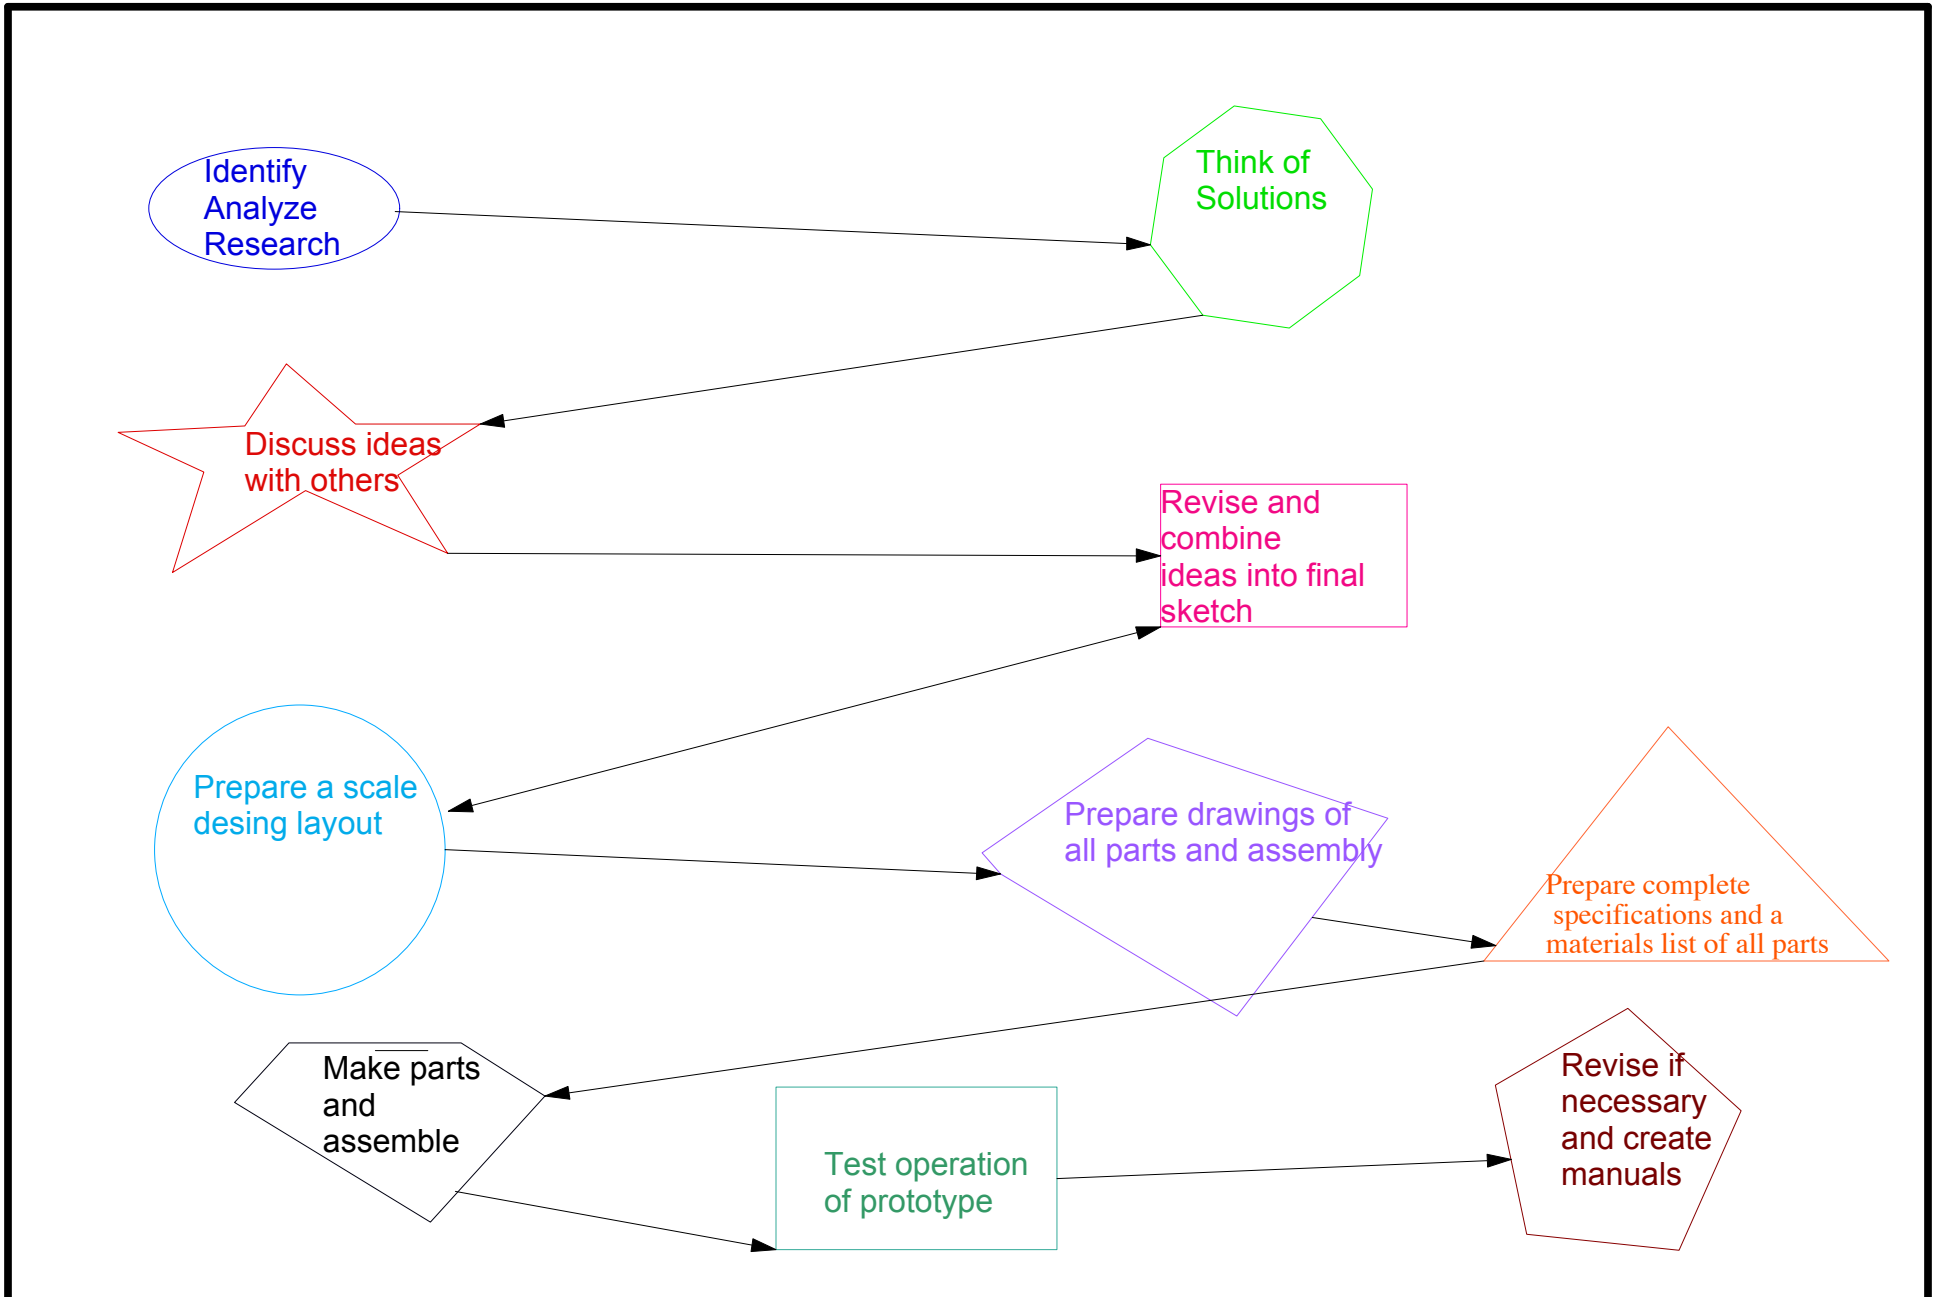 Identify
Analyze
Research
Think of
Solutions
Discuss ideas
with others
Revise and
combine
ideas into final
sketch
Prepare a scale
desing layout
Prepare drawings of
all parts and assembly
Prepare complete
specifications and a
materials list of all parts
Make parts
and
assemble
Test operation
of prototype
Revise if
necessary
and create
manuals